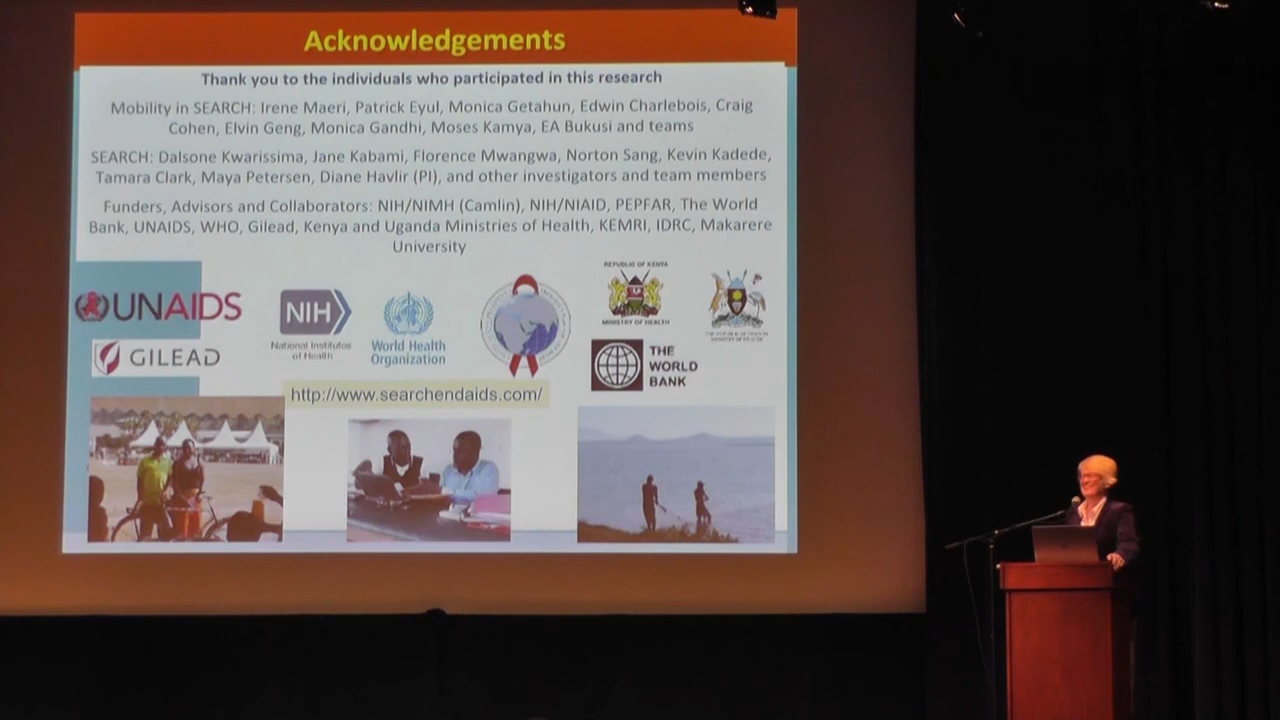 Acknowledgements
Thank you to the individuals who participated in this research
Mobility in SEARCH: Irene Maeri, Patrick Eyul, Monica Getahun, Edwin Charlebois, Craig
Cohen, Elvin Geng, Monica Gandhi, Moses Kamya, EA Bukusi and teams
SEARCH: Dalsone Kwarissima, Jane Kabami, Florence Mwangwa, Norton Sang, Kevin Kadede,
Tamara Clark, Maya Petersen, Diane Havlir (PI), and other investigators and team members
Funders, Advisors and Collaborators: NIH/NIMH (Camlin), NIH/NIAID, PEPFAR, The World
Bank, UNAIDS, WHO, Gilead, Kenya and Uganda Ministries of Health, KEMRI, IDRC, Makarere
University
UNAIDS
NIH
National Institutes
of Health
World Health
Organization
REPUBLIC OF KENYA
MINISTRY OF HEALTH
GILEAD
THE
WORLD
BANK
http://www.searchendaids.com/